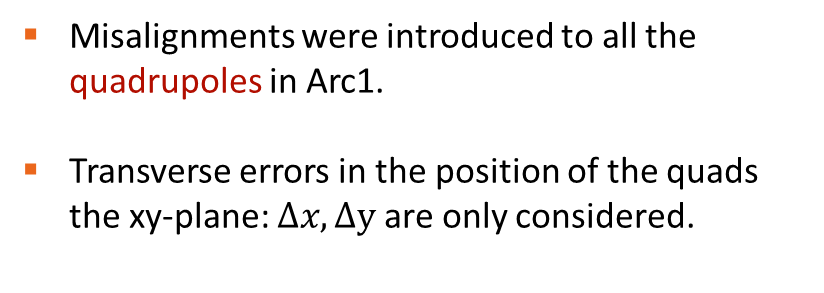 Misalignments were introduced to all the
quadrupoles in Arc1.
Transverse errors in the position of the quads
the xy-plane: Δx, Δy are only considered.